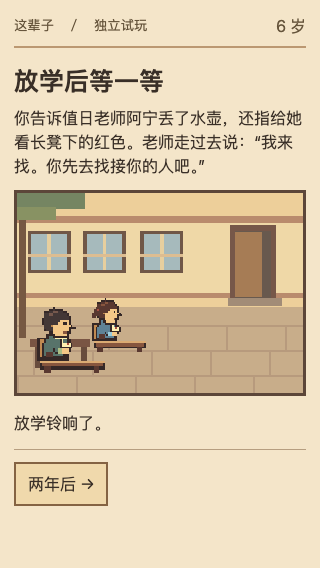 这辈子 / 独立试玩 6 岁
放学后等一等
你告诉值日老师阿宁丢了水壶，还指给她
看长凳下的红色。老师走过去说：“我来
找。你先去找接你的人吧。”
放学铃响了。
两年后 →